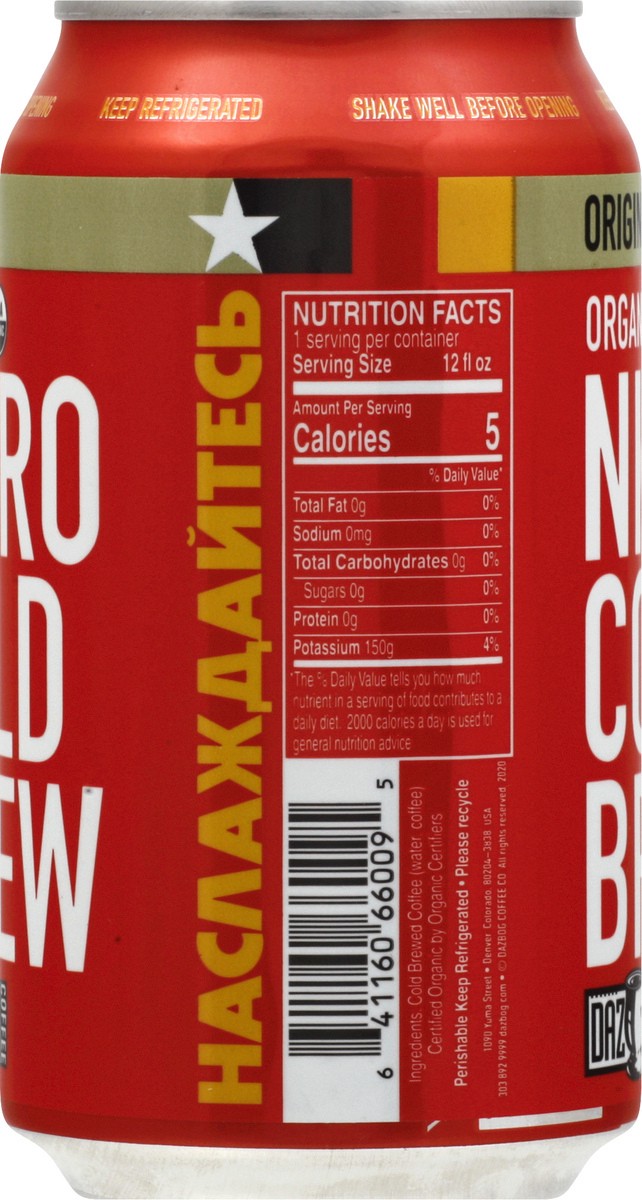 KEEP REFRIGERATED
SHAKE WELL BEFORE OPENING
ORIGIN
ORGAN
RO
LD
EW
НАСЛАЖДАЙТЕСЬ
NUTRITION FACTS
1 serving per container
Serving Size 12 fl oz
Amount Per Serving
Calories 5
% Daily Value*
Total Fat 0g 0%
Sodium 0mg 0%
Total Carbohydrates 0g 0%
Sugars 0g 0%
Protein 0g 0%
Potassium 150g 4%
*The % Daily Value tells you how much
nutrient in a serving of food contributes to a
daily diet. 2000 calories a day is used for
general nutrition advice
6 41160 66009 5
Ingredients: Cold Brewed Coffee (water, coffee)
Certified Organic by Organic Certifiers
Perishable Keep Refrigerated • Please recycle
1090 Yuma Street • Denver Colorado, 80204-3838 USA
303 892 9999 dazbog.com • © DAZBOG COFFEE CO. All rights reserved. 2020
N
CO
B
DAZ
COFFEE